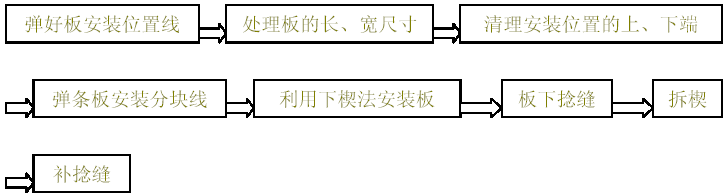 弹好板安装位置线 处理板的长、宽尺寸 清理安装位置的上、下端
弹条板安装分块线 利用下楔法安装板 板下捻缝 拆楔
补捻缝